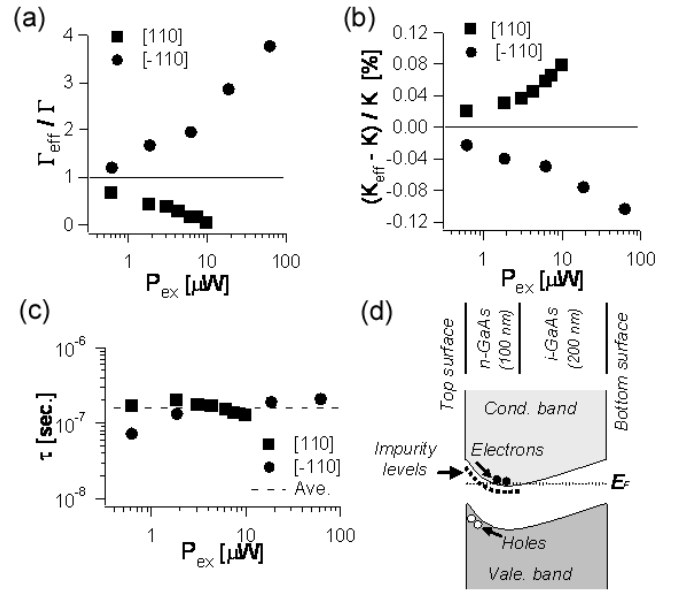 (a)
[110]
[-110]
Γeff / Γ
4
3
2
1
0
1
10
100
Pex [μW]
(b)
[110]
[-110]
(Keff - K) / K [%]
0.12
0.08
0.04
0.00
-0.04
-0.08
-0.12
1
10
100
Pex [μW]
(c)
τ [sec.]
10-6
10-7
10-8
[110]
[-110]
Ave.
1
10
100
Pex [μW]
(d)
Top surface
n-GaAs
(100 nm)
i-GaAs
(200 nm)
Bottom surface
Cond. band
Impurity
levels
Electrons
EF
Holes
Vale. band